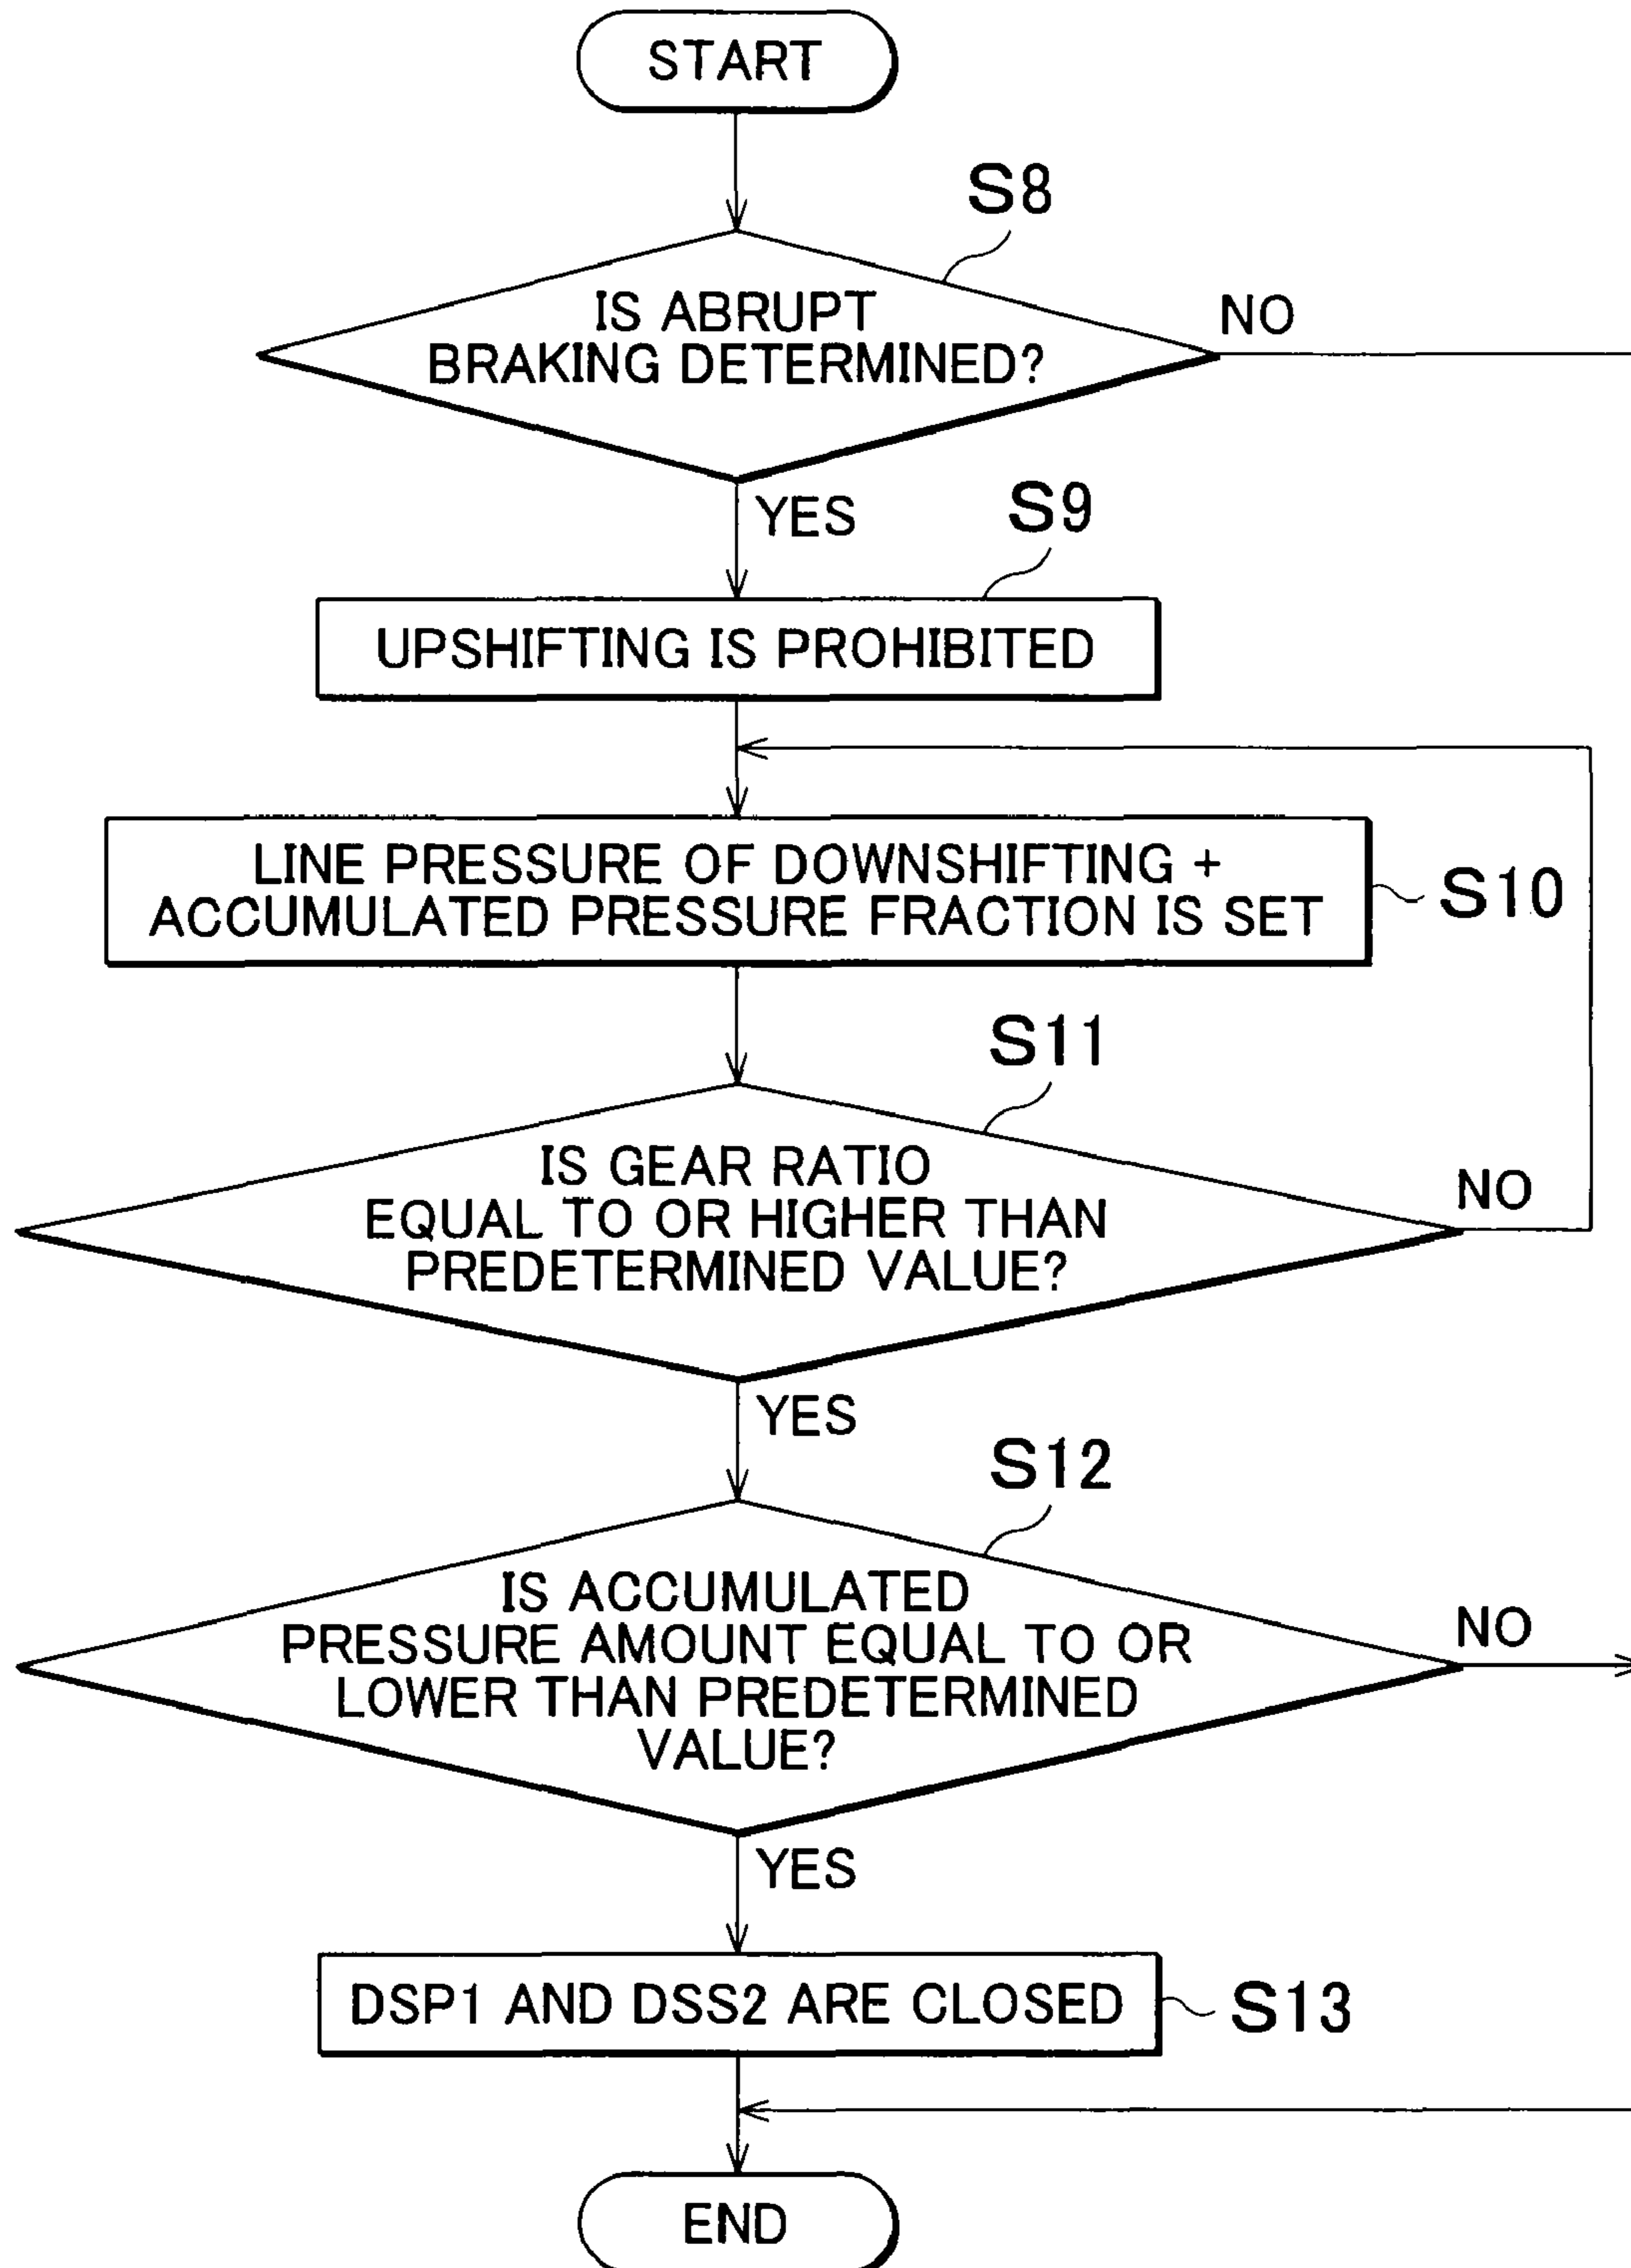 START
S8
IS ABRUPT
BRAKING DETERMINED?
NO
YES
S9
UPSHIFTING IS PROHIBITED
LINE PRESSURE OF DOWNSHIFTING +
ACCUMULATED PRESSURE FRACTION IS SET
S10
S11
IS GEAR RATIO
EQUAL TO OR HIGHER THAN
PREDETERMINED VALUE?
NO
YES
S12
IS ACCUMULATED
PRESSURE AMOUNT EQUAL TO OR
LOWER THAN PREDETERMINED
VALUE?
NO
YES
DSP1 AND DSS2 ARE CLOSED
S13
END